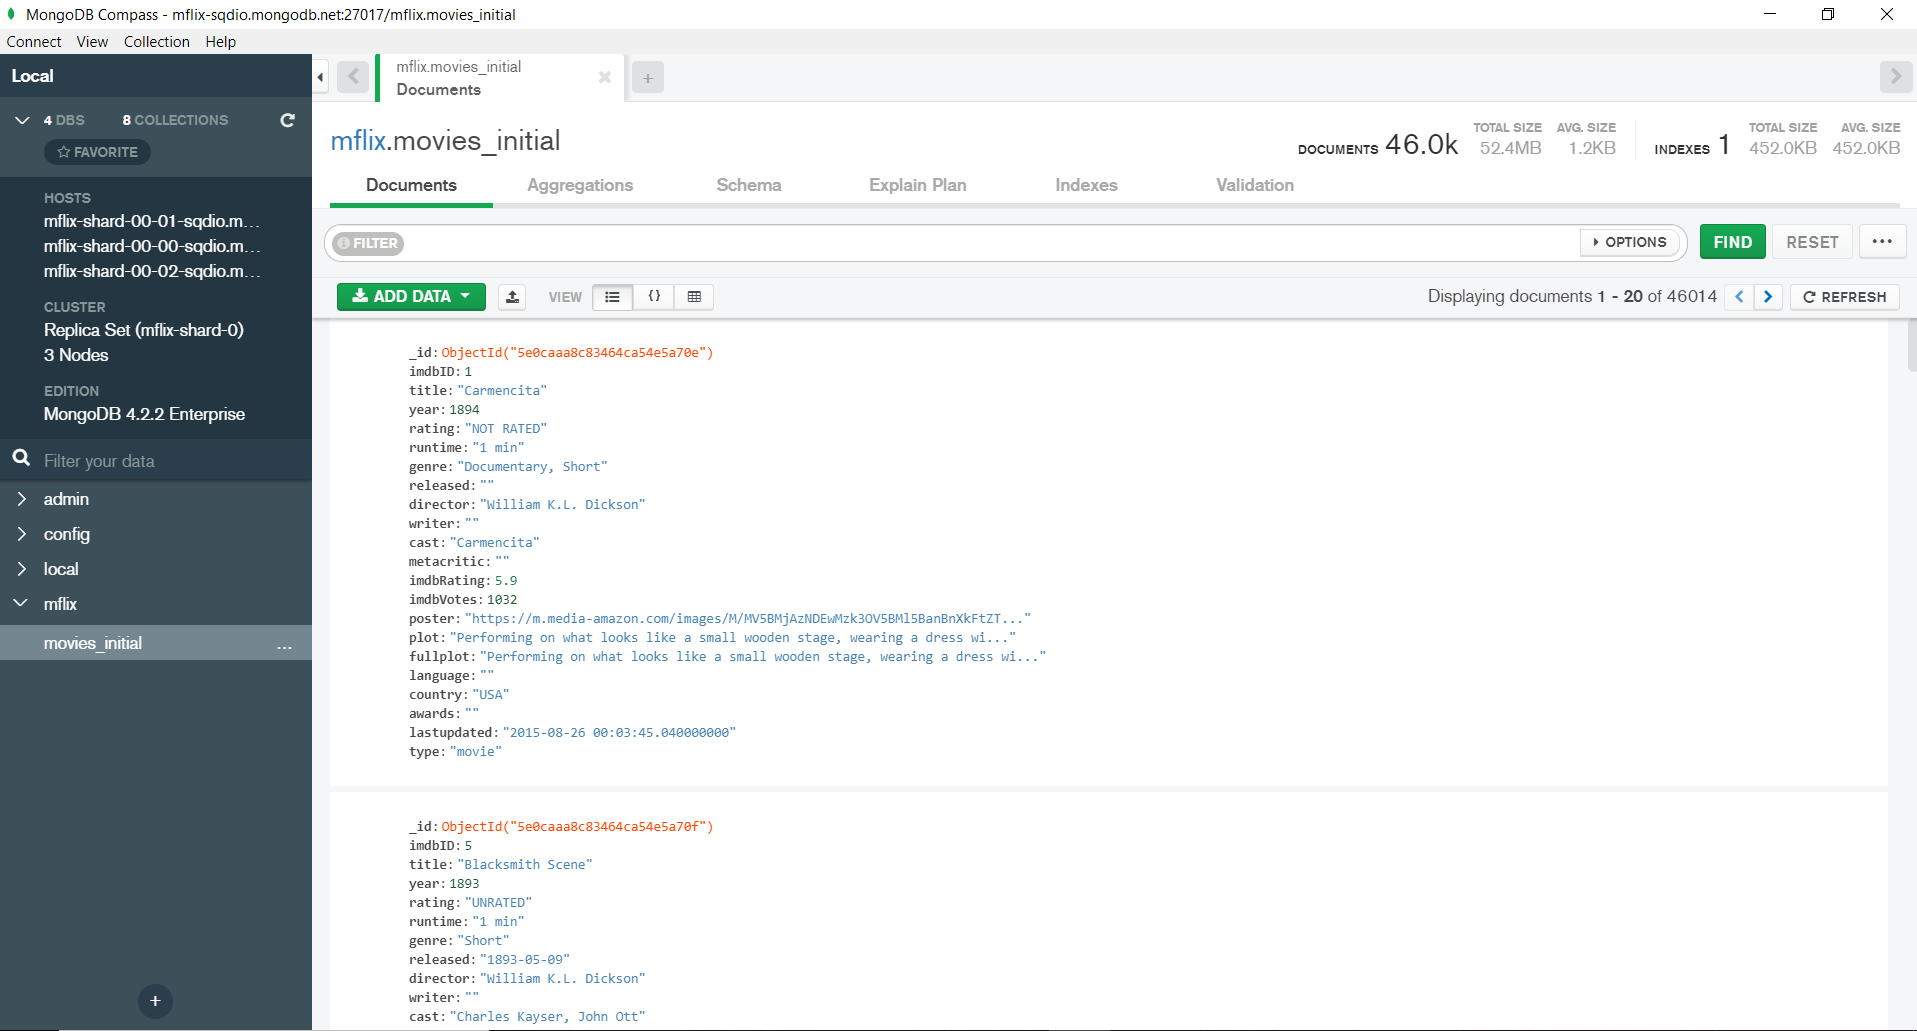 MongoDB Compass - mflix-sqdio.mongodb.net:27017/mflix.movies_initial
Connect View Collection Help
Local
4 DBS 8 COLLECTIONS
FAVORITE
HOSTS
mflix-shard-00-01-sqdio.m...
mflix-shard-00-00-sqdio.m...
mflix-shard-00-02-sqdio.m...
CLUSTER
Replica Set (mflix-shard-0)
3 Nodes
EDITION
MongoDB 4.2.2 Enterprise
Filter your data
admin
config
local
mflix
movies_initial ...
+
mflix.movies_initial
Documents
+
mflix.movies_initial
DOCUMENTS 46.0k TOTAL SIZE 52.4MB AVG. SIZE 1.2KB INDEXES 1 TOTAL SIZE 452.0KB AVG. SIZE 452.0KB
Documents Aggregations Schema Explain Plan Indexes Validation
FILTER OPTIONS FIND RESET ...
ADD DATA VIEW {} Displaying documents 1 - 20 of 46014 < > REFRESH
_id: ObjectId("5e0caaa8c83464ca54e5a70e")
imdbID: 1
title: "Carmencita"
year: 1894
rating: "NOT RATED"
runtime: "1 min"
genre: "Documentary, Short"
released: ""
director: "William K.L. Dickson"
writer: ""
cast: "Carmencita"
metacritic: ""
imdbRating: 5.9
imdbVotes: 1032
poster: "https://m.media-amazon.com/images/M/MV5BMjAzNDEwMzk3OV5BMl5BanBnXkFtZT..."
plot: "Performing on what looks like a small wooden stage, wearing a dress wi..."
fullplot: "Performing on what looks like a small wooden stage, wearing a dress wi..."
language: ""
country: "USA"
awards: ""
lastupdated: "2015-08-26 00:03:45.040000000"
type: "movie"
_id: ObjectId("5e0caaa8c83464ca54e5a70f")
imdbID: 5
title: "Blacksmith Scene"
year: 1893
rating: "UNRATED"
runtime: "1 min"
genre: "Short"
released: "1893-05-09"
director: "William K.L. Dickson"
writer: ""
cast: "Charles Kayser, John Ott"